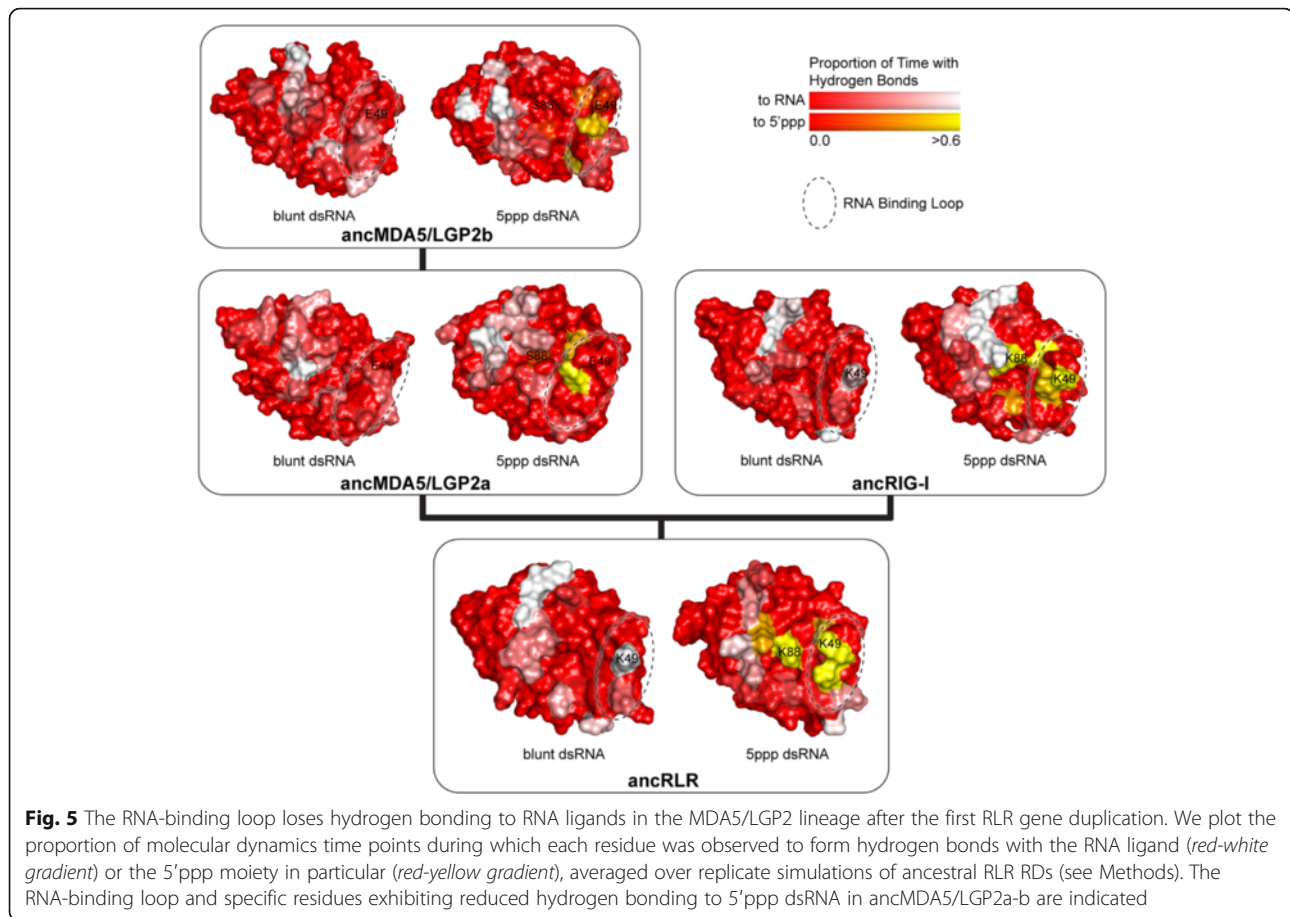 E49
S88
E49
blunt dsRNA
5ppp dsRNA
ancMDA5/LGP2b
Proportion of Time with
Hydrogen Bonds
to RNA
to 5'ppp
0.0
>0.6
RNA Binding Loop
E49
S88
E49
blunt dsRNA
5ppp dsRNA
ancMDA5/LGP2a
K49
K88
K49
blunt dsRNA
5ppp dsRNA
ancRIG-I
K49
K88
K49
blunt dsRNA
5ppp dsRNA
ancRLR
Fig. 5 The RNA-binding loop loses hydrogen bonding to RNA ligands in the MDA5/LGP2 lineage after the first RLR gene duplication. We plot the
proportion of molecular dynamics time points during which each residue was observed to form hydrogen bonds with the RNA ligand (red-white
gradient) or the 5′ppp moiety in particular (red-yellow gradient), averaged over replicate simulations of ancestral RLR RDs (see Methods). The
RNA-binding loop and specific residues exhibiting reduced hydrogen bonding to 5′ppp dsRNA in ancMDA5/LGP2a-b are indicated